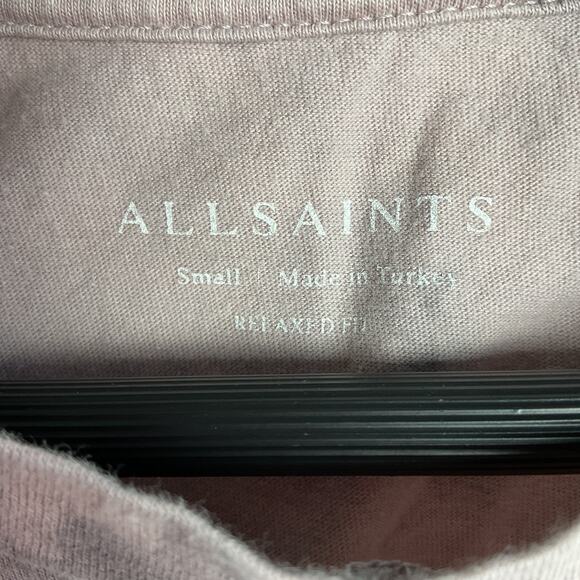 ALLSAINTS
Small | Made in Turkey
RELAXED FIT